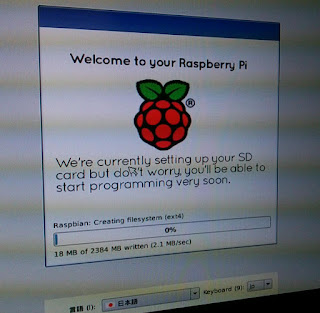 Welcome to your Raspberry Pi
®
We're currently setting up your SD
card but don't worry, you'll be able to
start programming very soon.
Raspbian: Creating filesystem (ext4)
0%
18 MB of 2384 MB written (2.1 MB/sec)
言語 (l): 日本語 Keyboard (9): jp